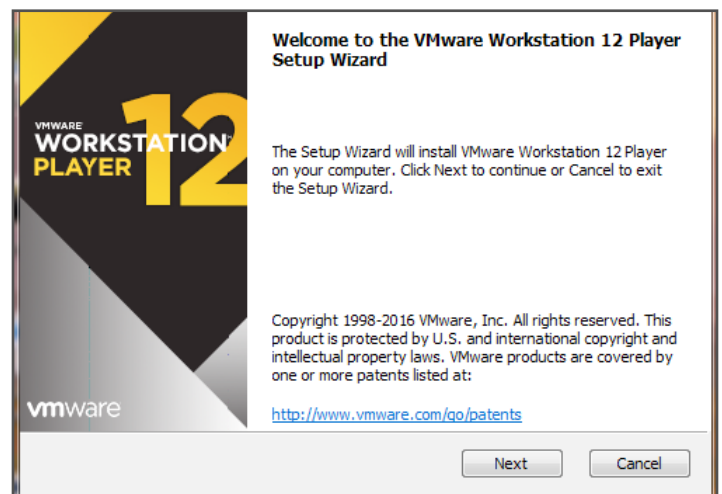 Welcome to the VMware Workstation 12 Player
Setup Wizard
VMWARE
WORKSTATION™
PLAYER
12
The Setup Wizard will install VMware Workstation 12 Player
on your computer. Click Next to continue or Cancel to exit
the Setup Wizard.
Copyright 1998-2016 VMware, Inc. All rights reserved. This
product is protected by U.S. and international copyright and
intellectual property laws. VMware products are covered by
one or more patents listed at:
vmware
http://www.vmware.com/go/patents
Next
Cancel